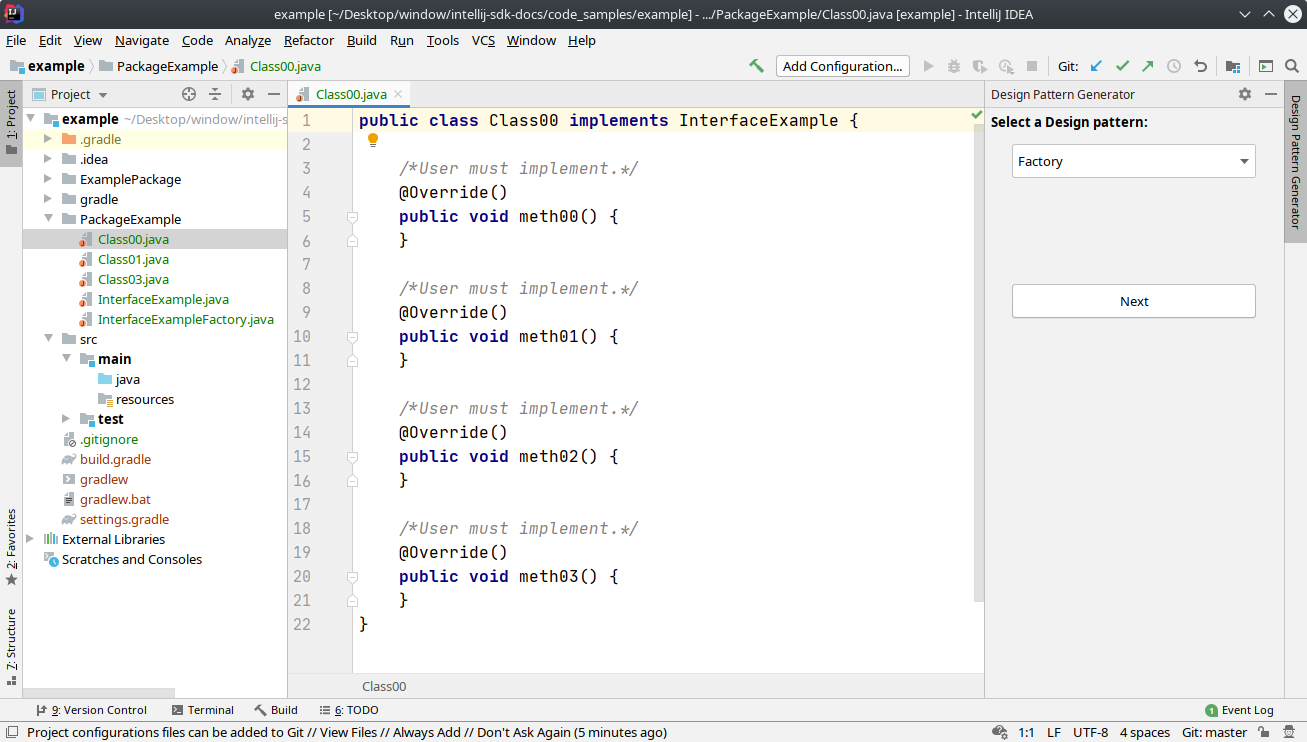 example [~/Desktop/window/intellij-sdk-docs/code_samples/example] - .../PackageExample/Class00.java [example] - IntelliJ IDEA
File Edit View Navigate Code Analyze Refactor Build Run Tools VCS Window Help
example PackageExample Class00.java Add Configuration... Git:
1: Project
2: Favorites
7: Structure
Project
example ~/Desktop/window/intellij-s
.gradle
.idea
ExamplePackage
gradle
PackageExample
Class00.java
Class01.java
Class03.java
InterfaceExample.java
InterfaceExampleFactory.java
src
main
java
resources
test
.gitignore
build.gradle
gradlew
gradlew.bat
settings.gradle
External Libraries
Scratches and Consoles
Class00.java
1 public class Class00 implements InterfaceExample {
2
3 /*User must implement.*/
4 @Override()
5 public void meth00() {
6 }
7
8 /*User must implement.*/
9 @Override()
10 public void meth01() {
11 }
12
13 /*User must implement.*/
14 @Override()
15 public void meth02() {
16 }
17
18 /*User must implement.*/
19 @Override()
20 public void meth03() {
21 }
22 }
Class00
Design Pattern Generator
Select a Design pattern:
Factory
Next
Design Pattern Generator
9: Version Control Terminal Build 6: TODO 1 Event Log
Project configurations files can be added to Git // View Files // Always Add // Don't Ask Again (5 minutes ago) 1:1 LF UTF-8 4 spaces Git: master